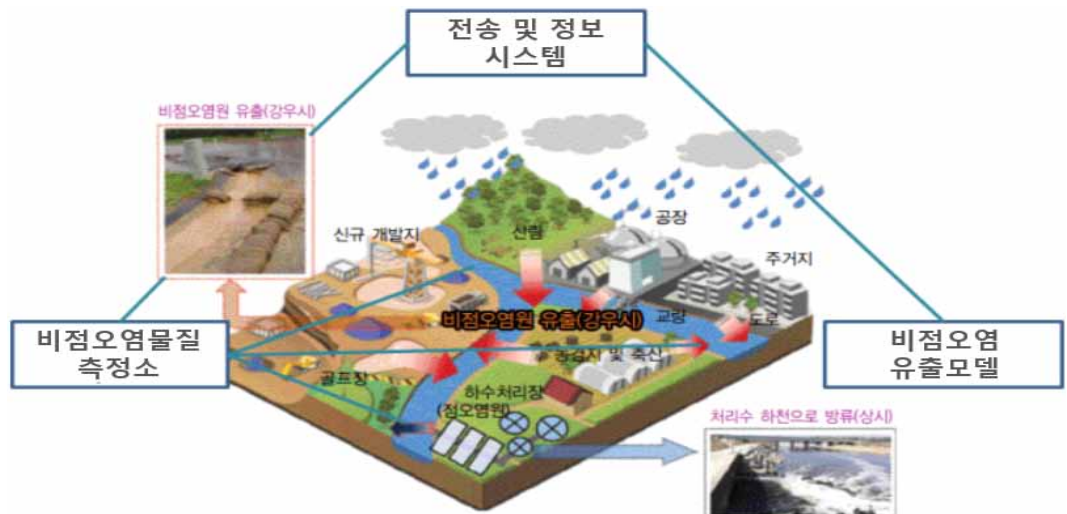 전송 및 정보
시스템
비점오염원 유출(강우시)
공장
신규 개발지
산림
주거지
비점오염원 유출(강우시)
교량
도로
비점오염물질
측정소
및 축산
비점오염
유출모델
골프장
하수처리장
(점오염원)
처리수 하천으로 방류(상시)